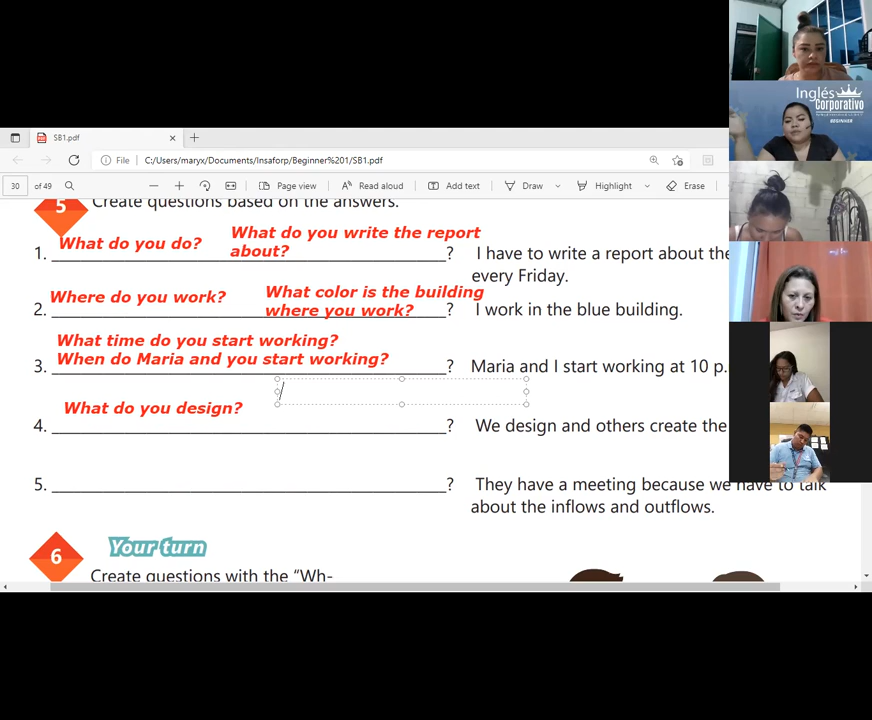 SB1.pdf
File C:/Users/maryx/Documents/Insaforp/Beginner%201/SB1.pdf
30 of 49 Page view Read aloud Add text Draw Highlight Erase
5 Create questions based on the answers.
What do you do? What do you write the report
about?
1. ? I have to write a report about the
every Friday.
Where do you work? What color is the building
where you work?
2. ? I work in the blue building.
What time do you start working?
When do Maria and you start working?
3. ? Maria and I start working at 10 p.
What do you design?
4. ? We design and others create the
5. ? They have a meeting because we have to talk
about the inflows and outflows.
6 Your turn
Create questions with the “Wh-
Inglés
Corporativo
BEGINNER